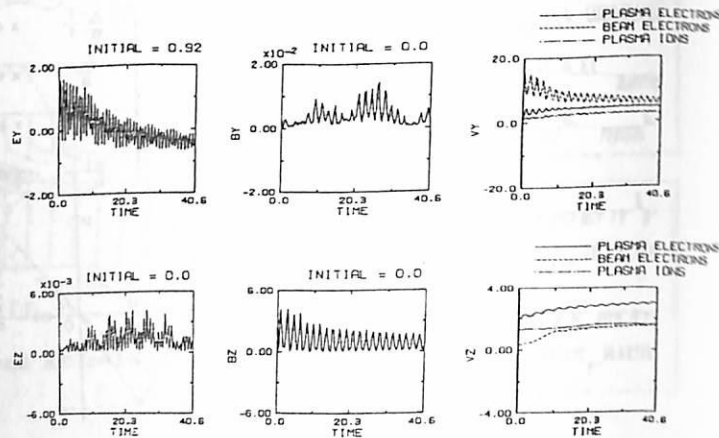 PLASMA ELECTRONS
BEAM ELECTRONS
PLASMA IONS
INITIAL = 0.92
2.00
0.00
-2.00
EY
0.0 20.3 40.6
TIME
INITIAL = 0.0
x10⁻²
2.00
0.00
-2.00
BY
0.0 20.3 40.6
TIME
20.0
0.0
-20.0
VY
0.0 20.3 40.6
TIME
PLASMA ELECTRONS
BEAM ELECTRONS
PLASMA IONS
INITIAL = 0.0
x10⁻³
6.00
0.00
-6.00
EZ
0.0 20.3 40.6
TIME
INITIAL = 0.0
6.00
0.00
-6.00
BZ
0.0 20.3 40.6
TIME
4.00
0.00
-4.00
VZ
0.0 20.3 40.6
TIME